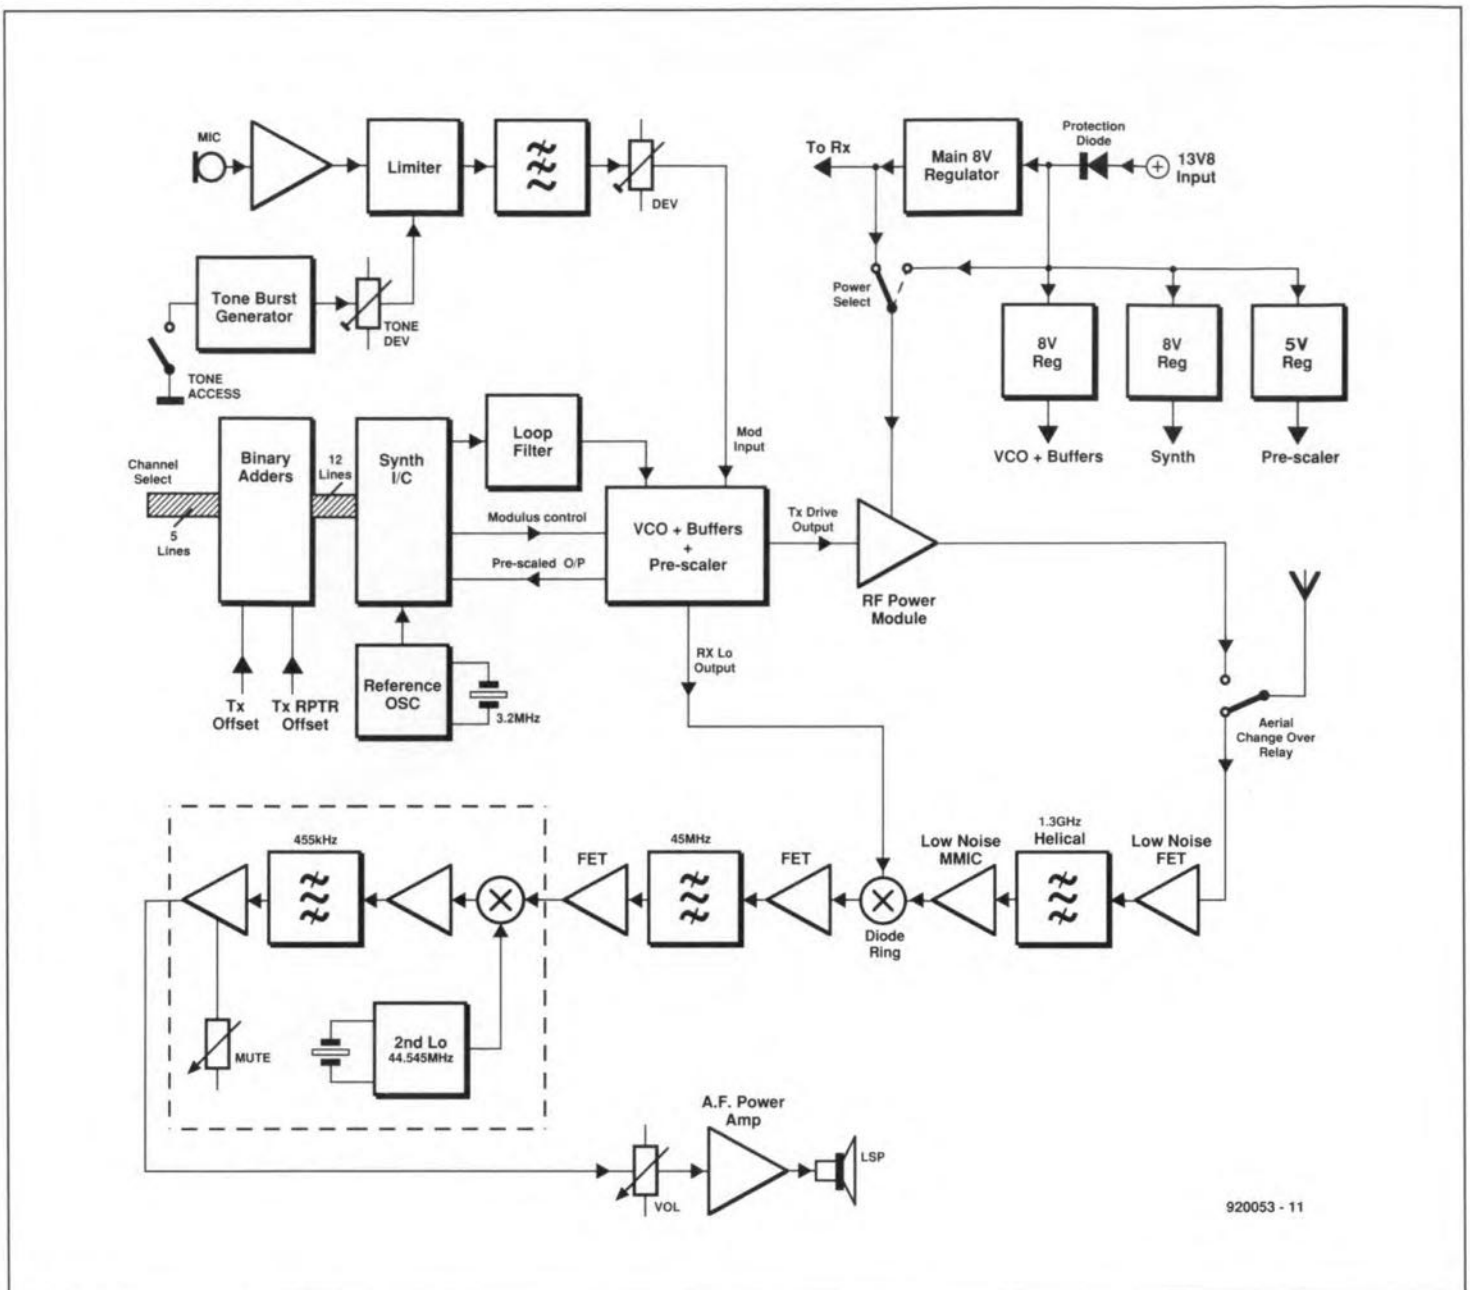 MIC
Limiter
DEV
Tone Burst
Generator
TONE
DEV
TONE
ACCESS
To Rx
Main 8V
Regulator
Protection
Diode
13V8
Input
Power
Select
8V
Reg
8V
Reg
5V
Reg
VCO + Buffers
Synth
Pre-scaler
Channel
Select
5
Lines
Binary
Adders
12
Lines
Synth
I/C
Loop
Filter
Mod
Input
Modulus control
Pre-scaled O/P
VCO + Buffers
+
Pre-scaler
Tx Drive
Output
RF Power
Module
Tx
Offset
Tx RPTR
Offset
Reference
OSC
3.2MHz
RX Lo
Output
Aerial
Change Over
Relay
455kHz
FET
45MHz
FET
Diode
Ring
Low Noise
MMIC
1.3GHz
Helical
Low Noise
FET
MUTE
2nd Lo
44.545MHz
A.F. Power
Amp
VOL
LSP
920053 - 11